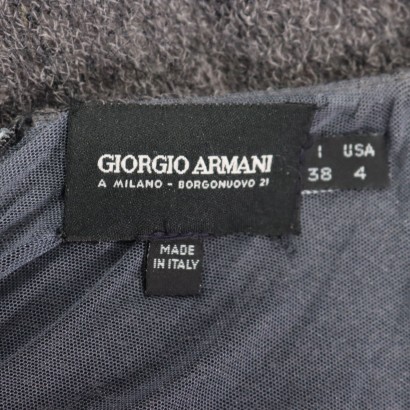 GIORGIO ARMANI
A MILANO - BORGONUOVO 21
I USA
38 4
MADE
IN ITALY